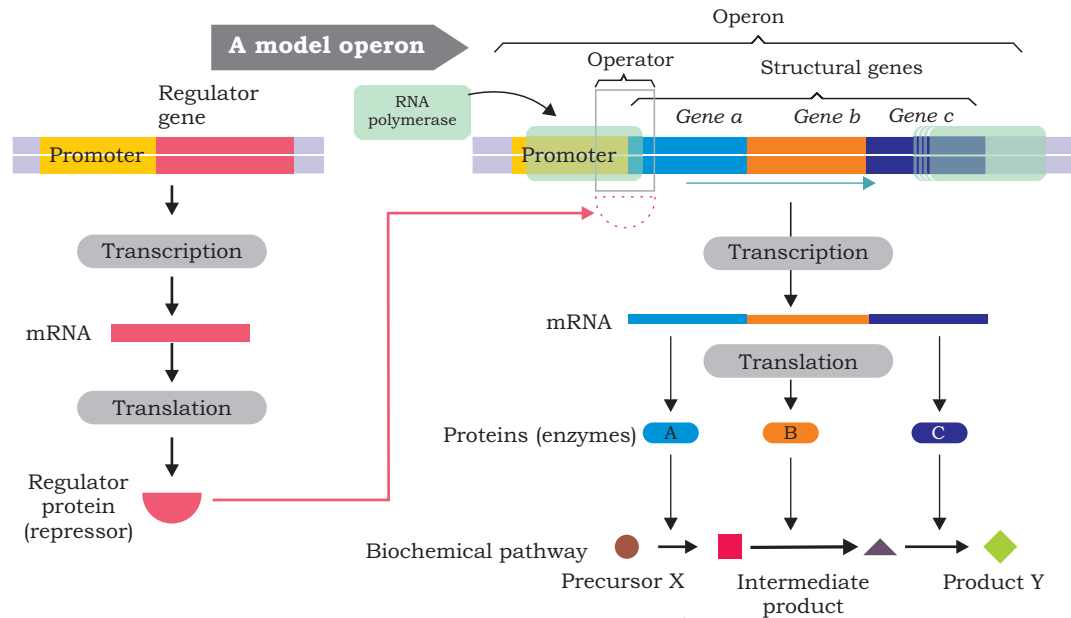 A model operon
Operon
Operator
Structural genes
Regulator
gene
RNA
polymerase
Gene a
Gene b
Gene c
Promoter
Promoter
Transcription
Transcription
mRNA
mRNA
Translation
Translation
Proteins (enzymes)
A
B
C
Regulator
protein
(repressor)
Biochemical pathway
Precursor X
Intermediate
product
Product Y